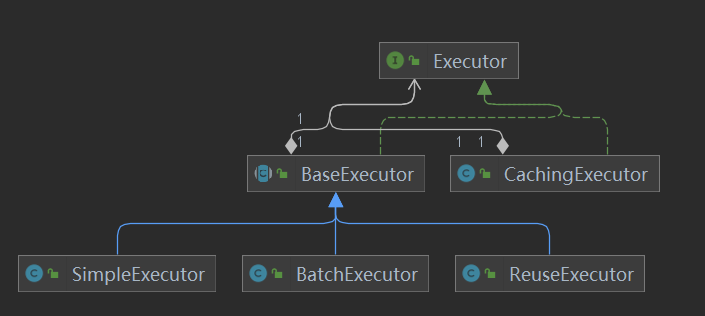 I Executor
1
1 1 1
C BaseExecutor C CachingExecutor
C SimpleExecutor C BatchExecutor C ReuseExecutor